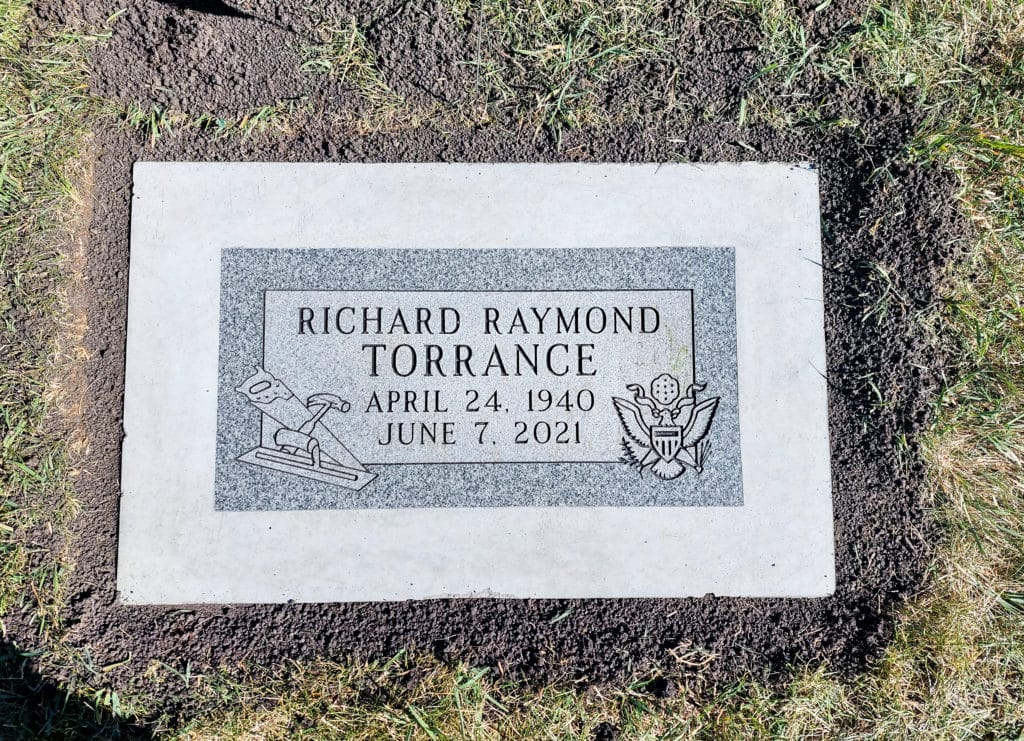 RICHARD RAYMOND
TORRANCE
APRIL 24, 1940
JUNE 7, 2021